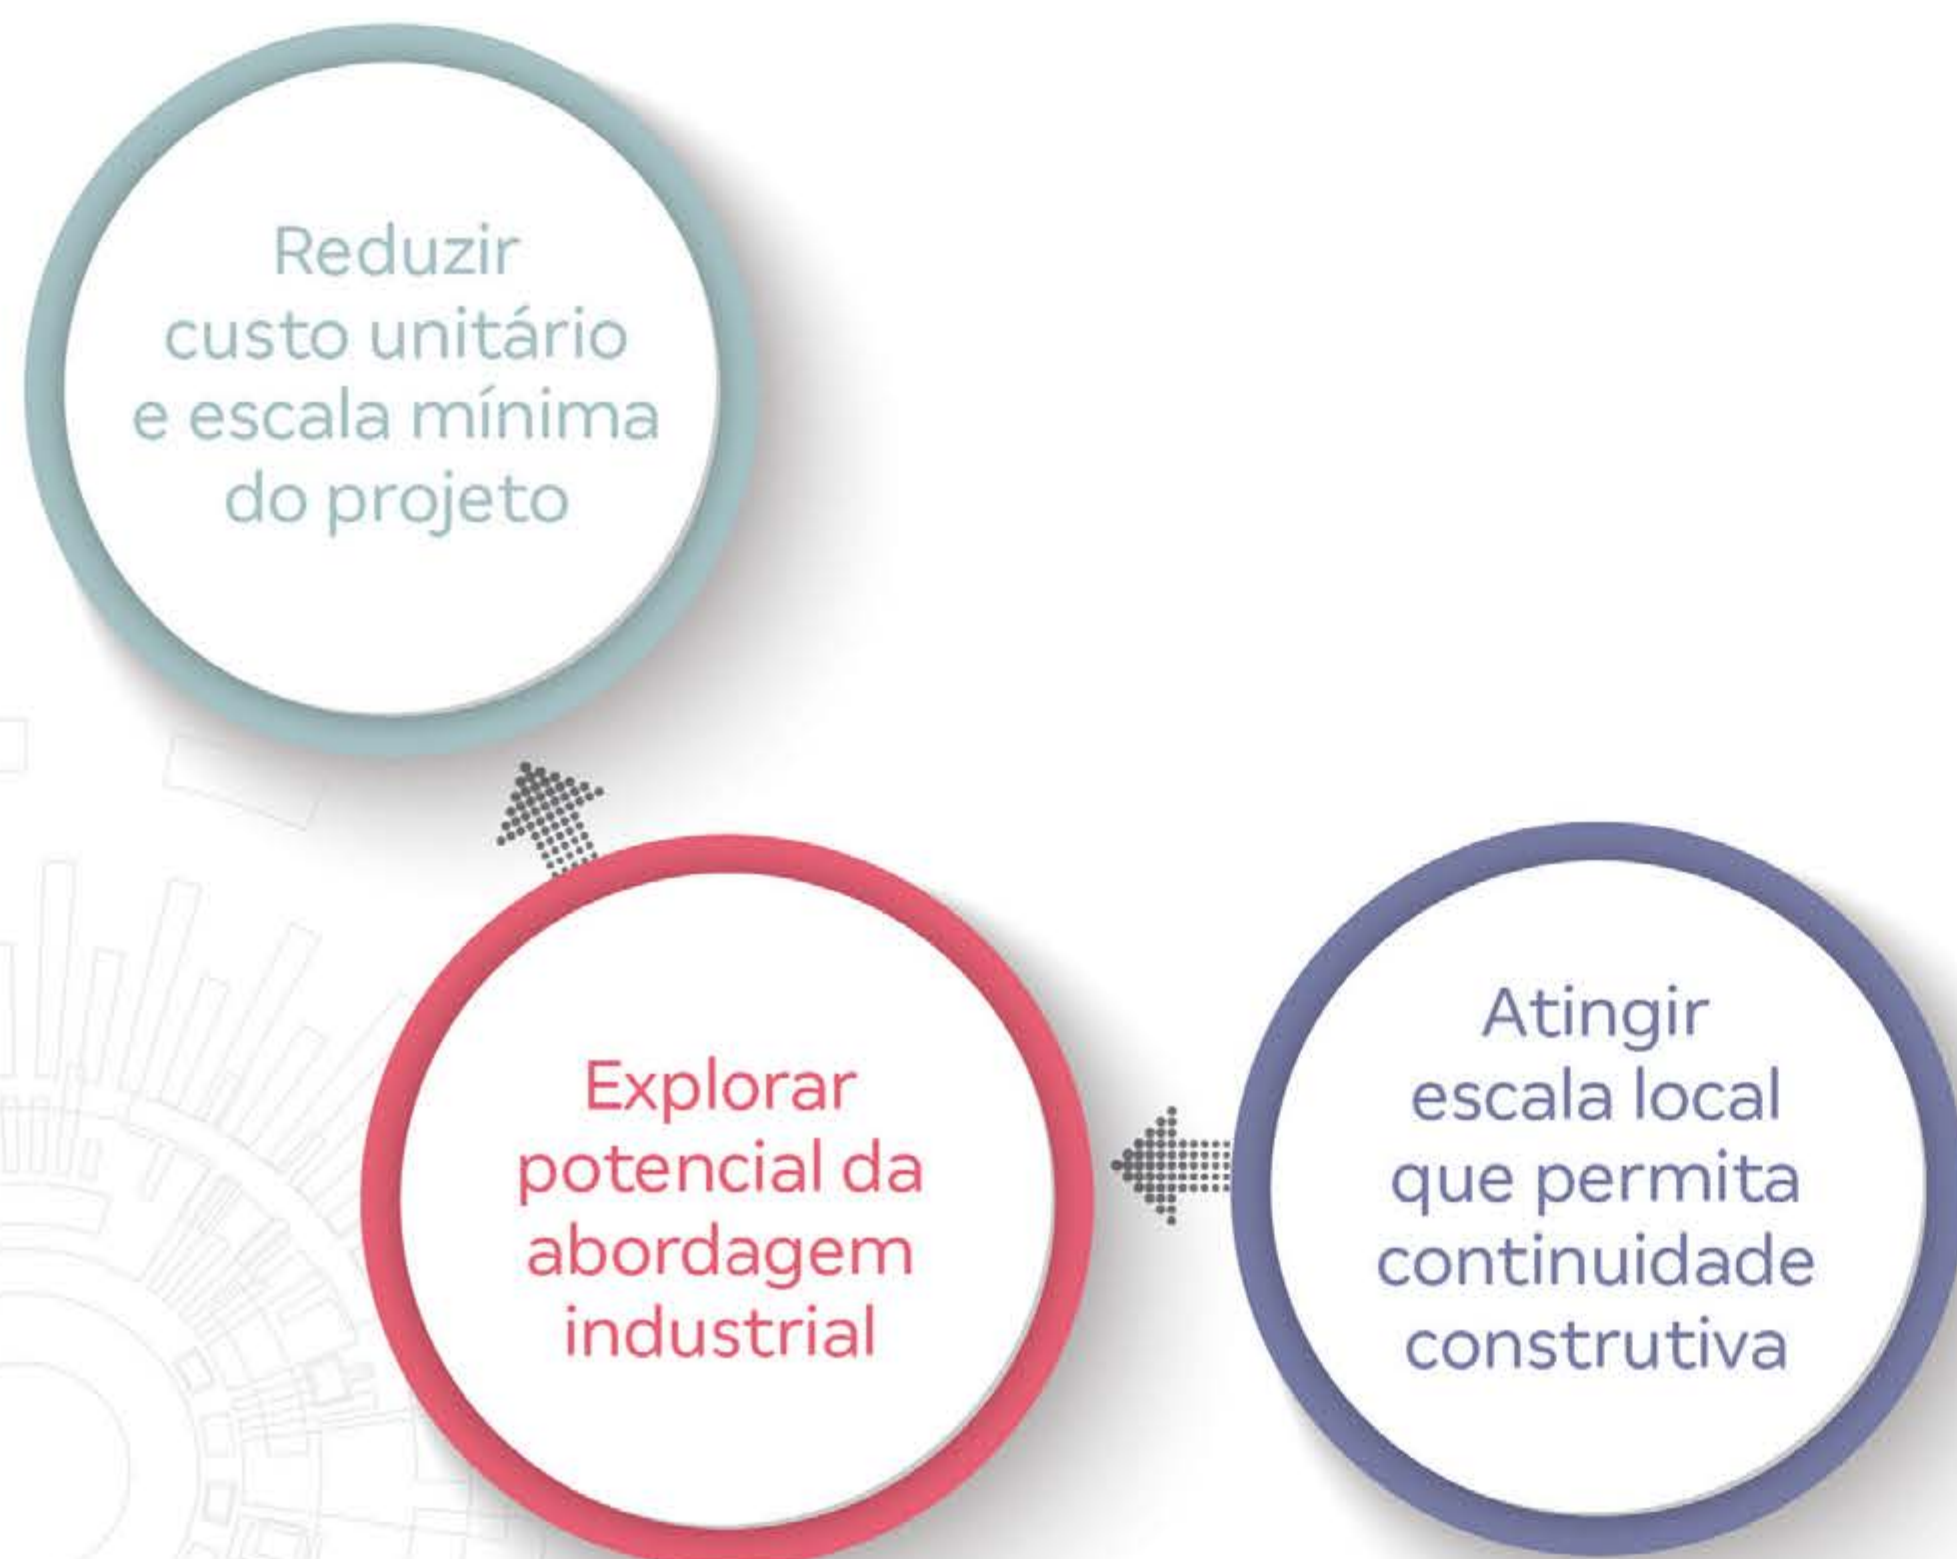 Reduzir
custo unitário
e escala mínima
do projeto
Explorar
potencial da
abordagem
industrial
Atingir
escala local
que permita
continuidade
construtiva